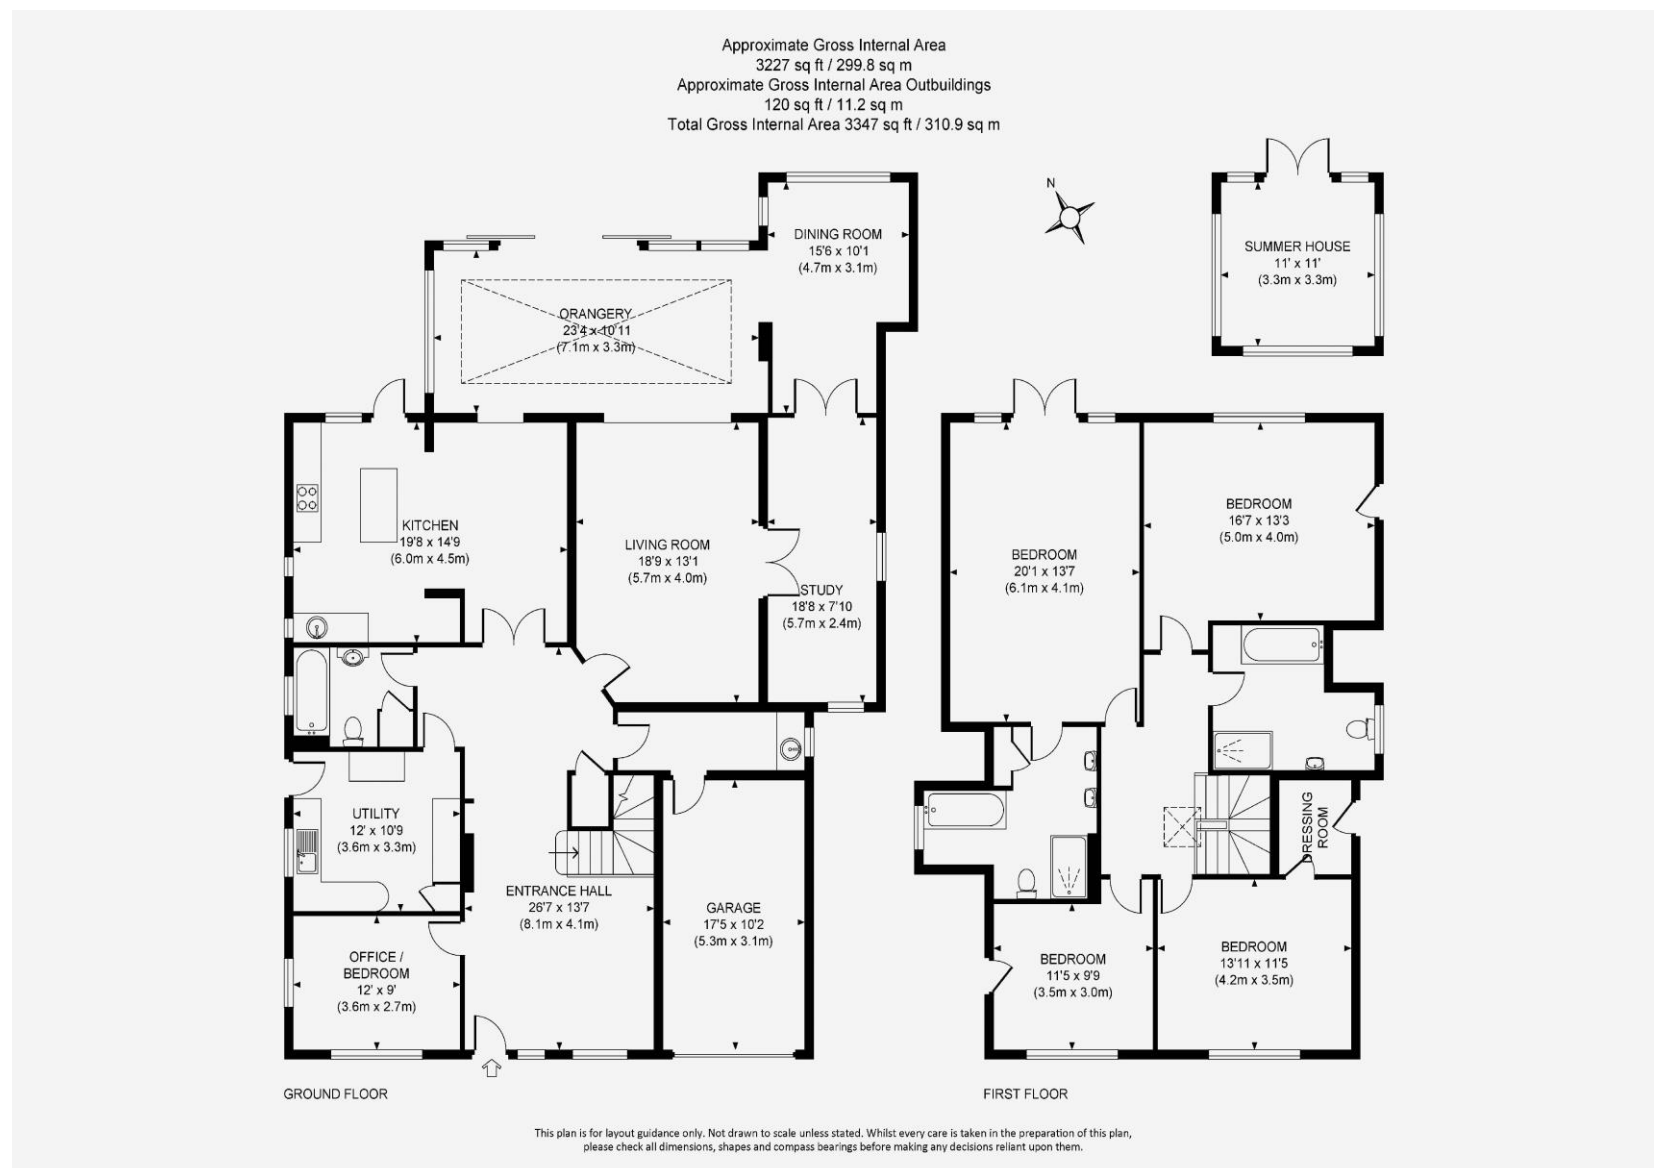 Approximate Gross Internal Area
3227 sq ft / 299.8 sq m
Approximate Gross Internal Area Outbuildings
120 sq ft / 11.2 sq m
Total Gross Internal Area 3347 sq ft / 310.9 sq m
N
DINING ROOM
15'6 x 10'1
(4.7m x 3.1m)
SUMMER HOUSE
11' x 11'
(3.3m x 3.3m)
ORANGERY
23'4 x 10'11
(7.1m x 3.3m)
KITCHEN
19'8 x 14'9
(6.0m x 4.5m)
LIVING ROOM
18'9 x 13'1
(5.7m x 4.0m)
STUDY
18'8 x 7'10
(5.7m x 2.4m)
BEDROOM
20'1 x 13'7
(6.1m x 4.1m)
BEDROOM
16'7 x 13'3
(5.0m x 4.0m)
UTILITY
12' x 10'9
(3.6m x 3.3m)
ENTRANCE HALL
26'7 x 13'7
(8.1m x 4.1m)
GARAGE
17'5 x 10'2
(5.3m x 3.1m)
OFFICE /
BEDROOM
12' x 9'
(3.6m x 2.7m)
DRESSING
ROOM
BEDROOM
11'5 x 9'9
(3.5m x 3.0m)
BEDROOM
13'11 x 11'5
(4.2m x 3.5m)
GROUND FLOOR
FIRST FLOOR
This plan is for layout guidance only. Not drawn to scale unless stated. Whilst every care is taken in the preparation of this plan,
please check all dimensions, shapes and compass bearings before making any decisions reliant upon them.